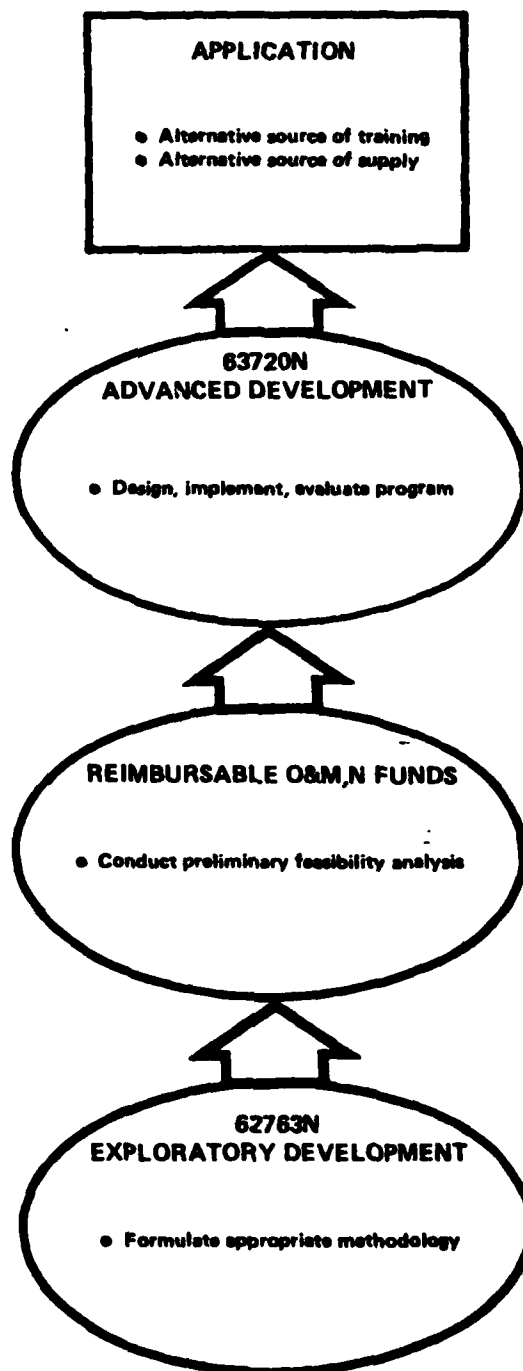 APPLICATION
• Alternative source of training
• Alternative source of supply
63720N
ADVANCED DEVELOPMENT
• Design, implement, evaluate program
REIMBURSABLE O&M,N FUNDS
• Conduct preliminary feasibility analysis
62763N
EXPLORATORY DEVELOPMENT
• Formulate appropriate methodology